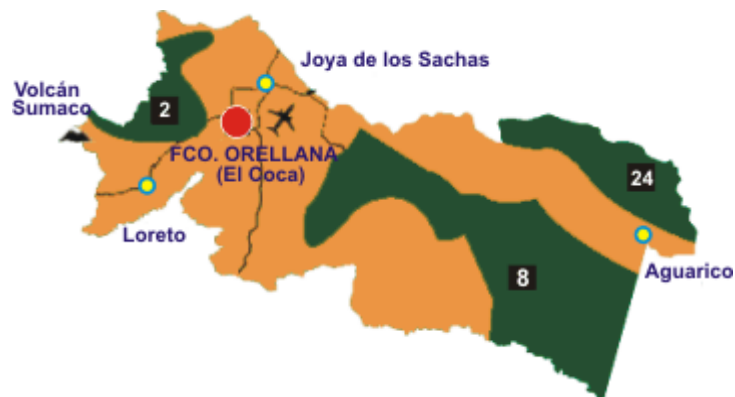 Joya de los Sachas
Volcán
Sumaco
2
FCO. ORELLANA
(El Coca)
24
Loreto
8
Aguarico